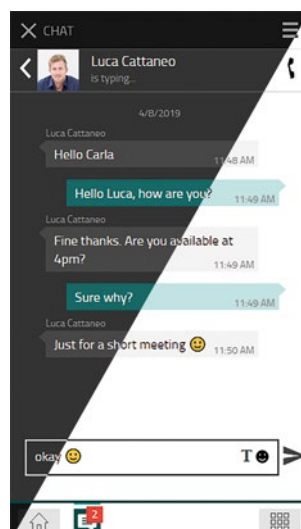 CHAT
Luca Cattaneo
is typing...
4/8/2019
Luca Cattaneo
Hello Carla
11:48 AM
Hello Luca, how are you?
11:49 AM
Luca Cattaneo
Fine thanks. Are you available at
4pm?
11:49 AM
Sure why?
11:49 AM
Luca Cattaneo
Just for a short meeting 🙂
11:50 AM
okay 🙂
T
2